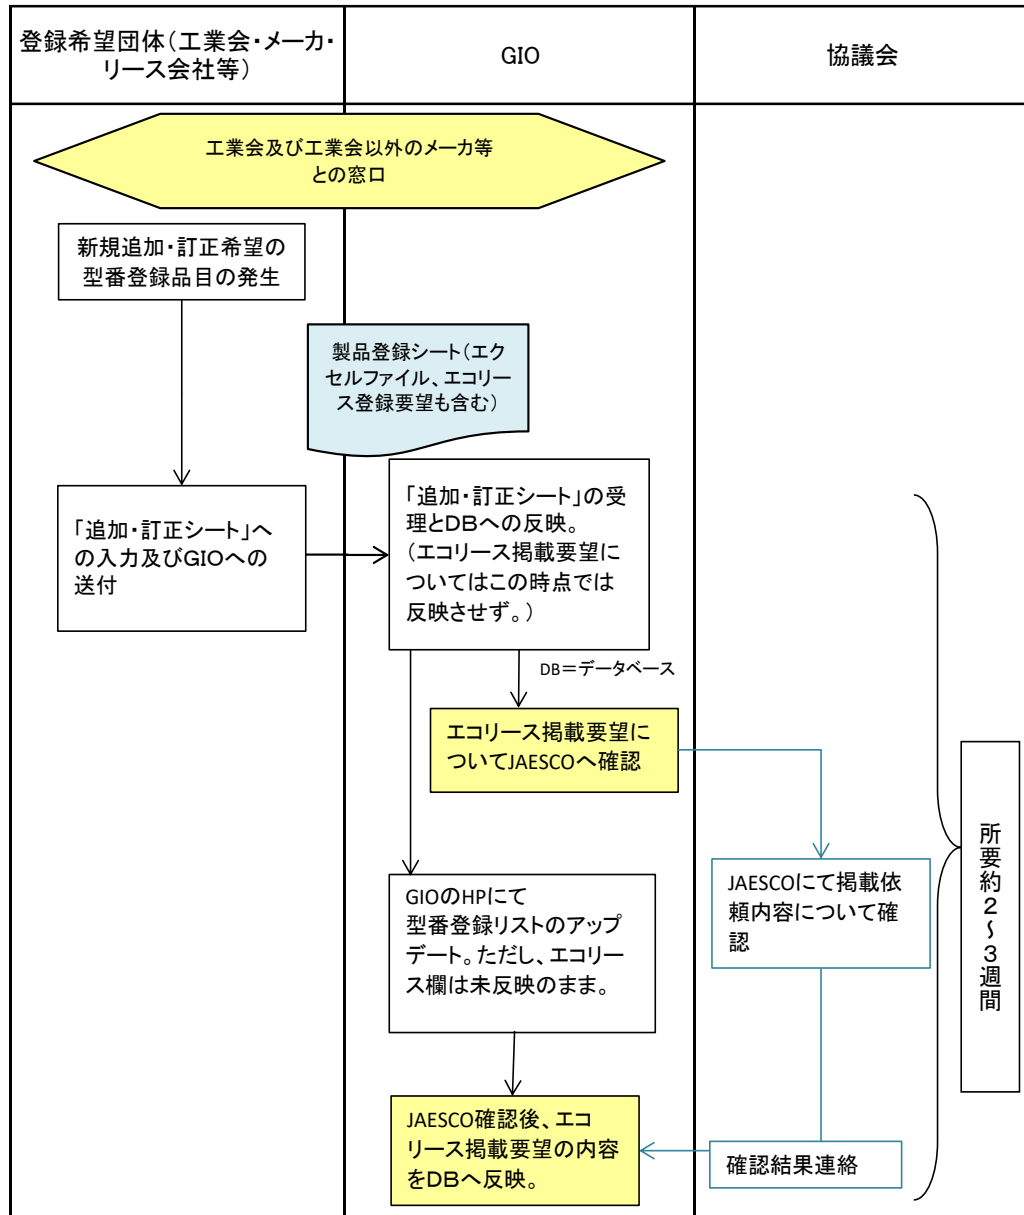 登録希望団体(工業会・メーカ・
リース会社等)
GIO
協議会
工業会及び工業会以外のメーカ等
との窓口
新規追加・訂正希望の
型番登録品目の発生
製品登録シート(エク
セルファイル、エコリー
ス登録要望も含む)
「追加・訂正シート」へ
の入力及びGIOへの
送付
「追加・訂正シート」の受
理とDBへの反映。
(エコリース掲載要望に
ついてはこの時点では
反映させず。)
DB=データベース
エコリース掲載要望に
ついてJAESCOへ確認
JAESCOにて掲載依
頼内容について確
認
GIOのHPにて
型番登録リストのアップ
デート。ただし、エコリー
ス欄は未反映のまま。
JAESCO確認後、エコ
リース掲載要望の内容
をDBへ反映。
確認結果連絡
所要約2~3週間